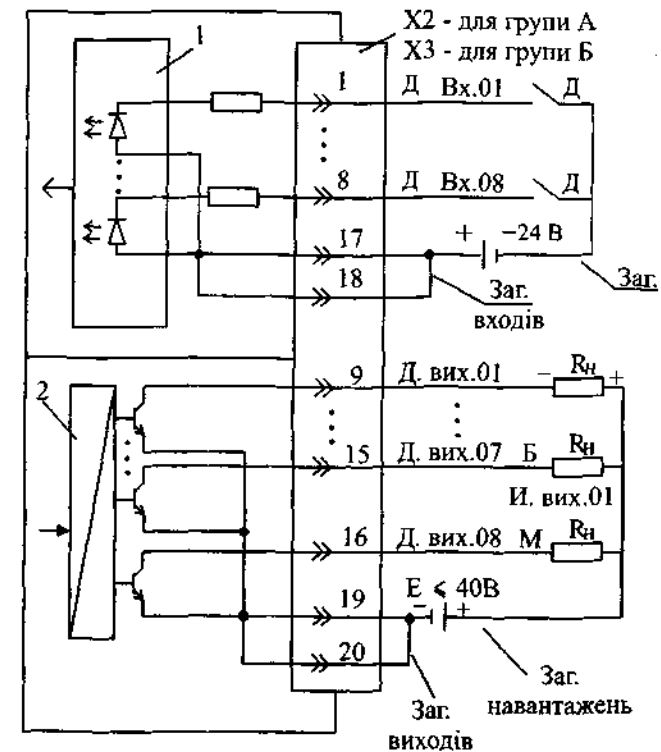 X2 - для групи А
X3 - для групи Б
1
1 Д Вх.01 Д
8 Д Вх.08 Д
17 + −24 В
18
Заг.
входів
Заг.
2
9 Д. вих.01 − Rн +
15 Д. вих.07 Б Rн
И. вих.01
16 Д. вих.08 М Rн
19 − Е ⩽ 40В +
20
Заг.
виходів
Заг.
навантажень